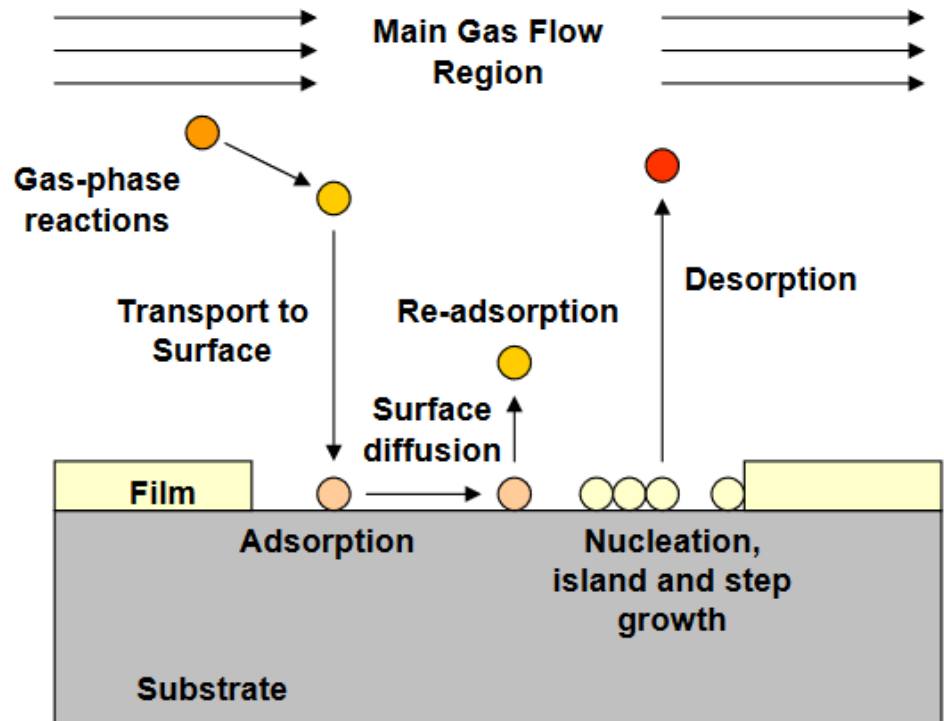 Main Gas Flow
Region
Gas-phase
reactions
Transport to
Surface
Re-adsorption
Desorption
Surface
diffusion
Film
Adsorption
Nucleation,
island and step
growth
Substrate